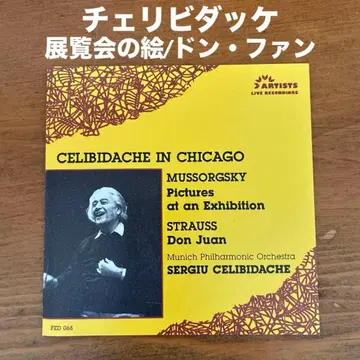 チェリビダッケ
展覧会の絵/ドン・ファン
ARTISTS
LIVE RECORDINGS
CELIBIDACHE IN CHICAGO
MUSSORGSKY
Pictures
at an Exhibition
STRAUSS
Don Juan
Munich Philharmonic Orchestra
SERGIU CELIBIDACHE
FED 068